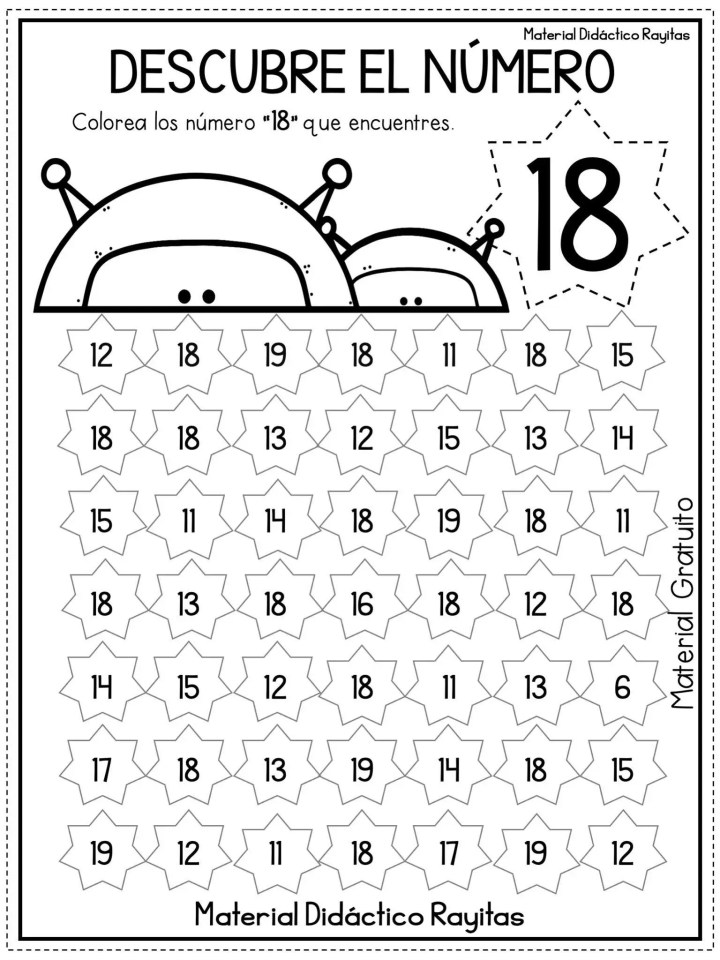 Material Didáctico Rayitas
DESCUBRE EL NÚMERO
Colorea los número "18" que encuentres.
18
12 18 19 18 11 18 15
18 18 13 12 15 13 14
15 11 14 18 19 18 11
18 13 18 16 18 12 18
14 15 12 18 11 13 6
17 18 13 19 14 18 15
19 12 11 18 17 19 12
Material Gratuito
Material Didáctico Rayitas